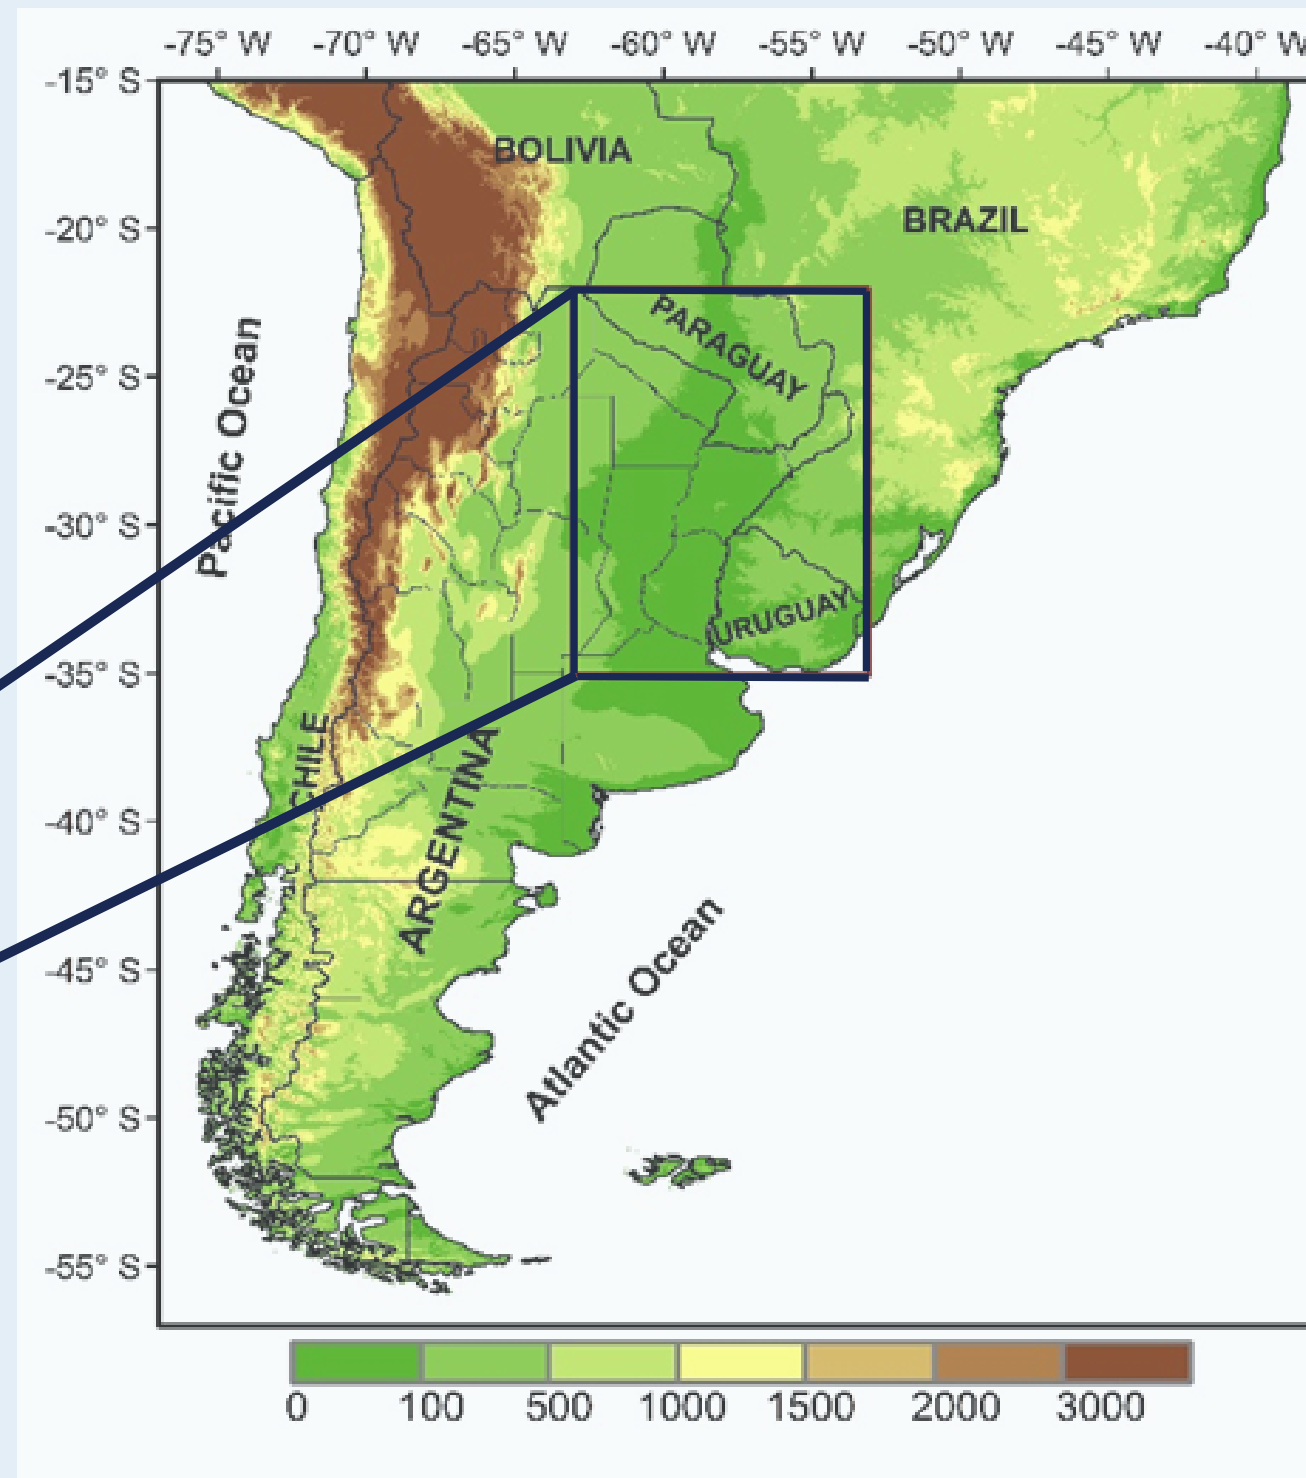 -75° W -70° W -65° W -60° W -55° W -50° W -45° W -40° W
-15° S
BOLIVIA
-20° S
BRAZIL
PARAGUAY
-25° S
Pacific Ocean
-30° S
URUGUAY
-35° S
CHILE
ARGENTINA
-40° S
-45° S
Atlantic Ocean
-50° S
-55° S
0 100 500 1000 1500 2000 3000